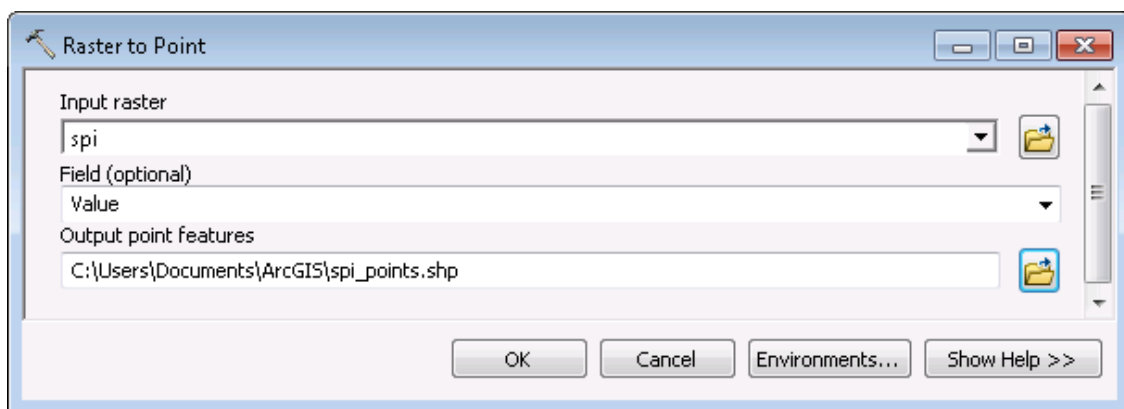 Raster to Point
Input raster
spi
Field (optional)
Value
Output point features
C:\Users\Documents\ArcGIS\spi_points.shp
OK Cancel Environments... Show Help >>